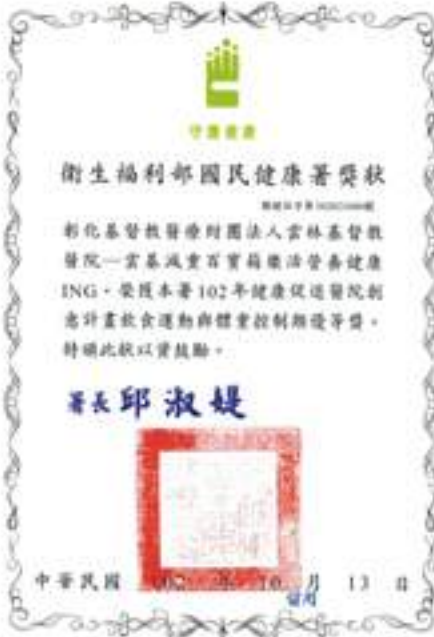 衛生福利部國民健康署獎狀
彰化基督教醫療財團法人雲林基督教
醫院—雲基減重百寶箱樂活營養健康
ING,榮獲本署102年健康促進醫院創
意計畫飲食運動與體重控制類優等獎。
特頒此狀以資鼓勵。
署長 邱淑媞
中華民國 102 年 10 月 13 日